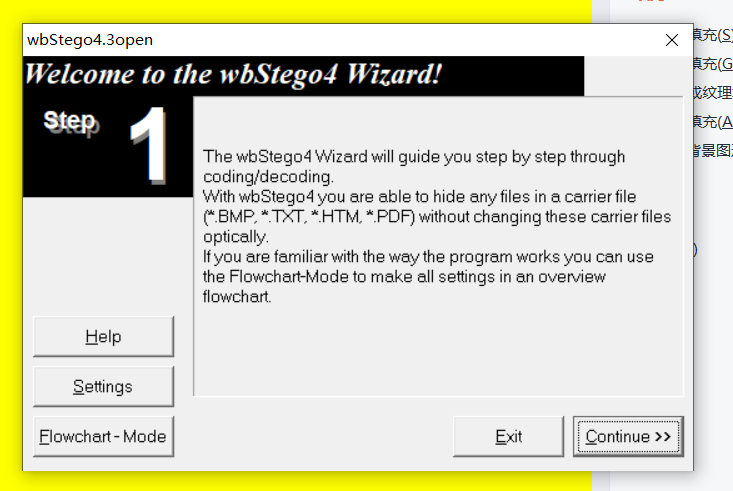 wbStego4.3open
Welcome to the wbStego4 Wizard!
Step 1
The wbStego4 Wizard will guide you step by step through
coding/decoding.
With wbStego4 you are able to hide any files in a carrier file
(*.BMP, *.TXT, *.HTM, *.PDF) without changing these carrier files
optically.
If you are familiar with the way the program works you can use
the Flowchart-Mode to make all settings in an overview
flowchart.
Help
Settings
Flowchart - Mode
Exit
Continue >>
填充(S)
填充(G
纹理
填充(A
背景图
)